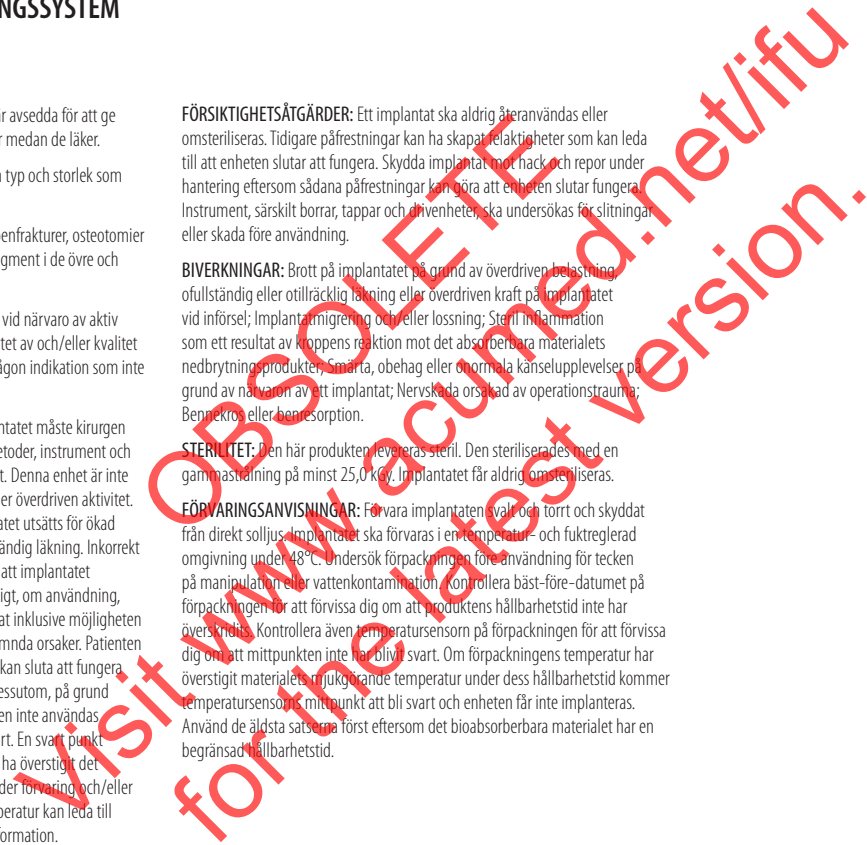 NGSSYSTEM
är avsedda för att ge
r medan de läker.
n typ och storlek som
penfrakturer, osteotomier
gment i de övre och
vid närvaro av aktiv
tet av och/eller kvalitet
ågon indikation som inte
ntatet måste kirurgen
etoder, instrument och
t. Denna enhet är inte
er överdriven aktivitet.
atet utsätts för ökad
ändig läkning. Inkorrekt
att implantatet
igt, om användning,
at inklusive möjligheten
mnda orsaker. Patienten
kan sluta att fungera
essutom, på grund
en inte användas
rt. En svart punkt
ha överstigit det
der förvaring och/eller
peratur kan leda till
formation.
FÖRSIKTIGHETSÅTGÄRDER: Ett implantat ska aldrig återanvändas eller
omsteriliseras. Tidigare påfrestningar kan ha skapat felaktigheter som kan leda
till att enheten slutar att fungera. Skydda implantat mot hack och repor under
hantering eftersom sådana påfrestningar kan göra att enheten slutar fungera.
Instrument, särskilt borrar, tappar och drivenheter, ska undersökas för slitningar
eller skada före användning.
BIVERKNINGAR: Brott på implantatet på grund av överdriven belastning,
ofullständig eller otillräcklig läkning eller överdriven kraft på implantatet
vid införsel; Implantatmigrering och/eller lossning; Steril inflammation
som ett resultat av kroppens reaktion mot det absorberbara materialets
nedbrytningsprodukter; Smärta, obehag eller onormala känselupplevelser på
grund av närvaron av ett implantat; Nervskada orsakad av operationstrauma;
Bennekros eller benresorption.
STERILITET: Den här produkten levereras steril. Den steriliserades med en
gammastrålning på minst 25,0 kGy. Implantatet får aldrig omsteriliseras.
FÖRVARINGSANVISNINGAR: Förvara implantaten svalt och torrt och skyddat
från direkt solljus. Implantatet ska förvaras i en temperatur- och fuktreglerad
omgivning under 48°C. Undersök förpackningen före användning för tecken
på manipulation eller vattenkontamination. Kontrollera bäst-före-datumet på
förpackningen för att förvissa dig om att produktens hållbarhetstid inte har
överskridits. Kontrollera även temperatursensorn på förpackningen för att förvissa
dig om att mittpunkten inte har blivit svart. Om förpackningens temperatur har
överstigit materialets mjukgörande temperatur under dess hållbarhetstid kommer
temperatursensorns mittpunkt att bli svart och enheten får inte implanteras.
Använd de äldsta satserna först eftersom det bioabsorberbara materialet har en
begränsad hållbarhetstid.
OBSOLETE
Visit www.acumed.net/ifu
for the latest version.